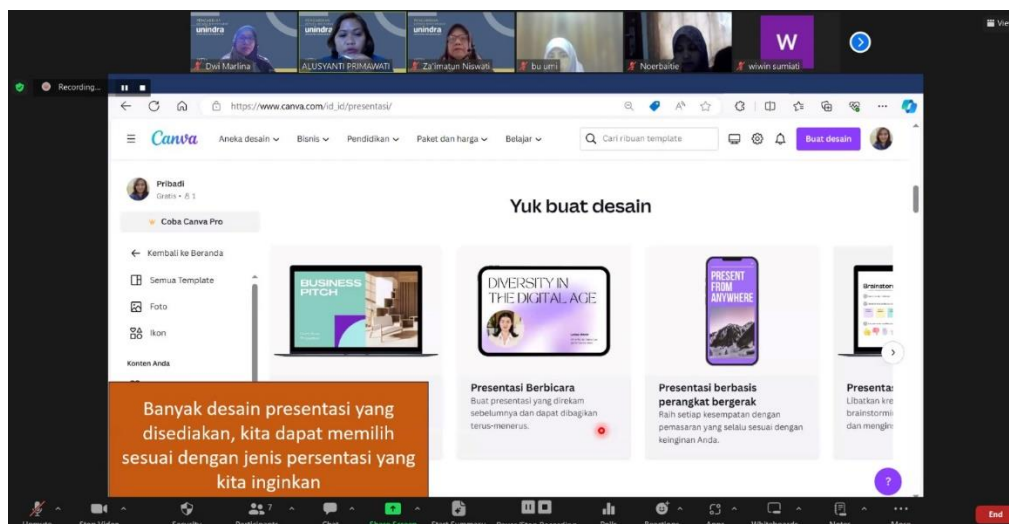 unindra
unindra
unindra
View
Dwi Marlina
ALUSYANTI PRIMAWATI
Za'imatun Niswati
bu umi
Noerbaitie
W
wiwin sumiati
Recording...
https://www.canva.com/id_id/presentasi/
Canva
Aneka desain
Bisnis
Pendidikan
Paket dan harga
Belajar
Cari ribuan template
Buat desain
Pribadi
Gratis • 1
Coba Canva Pro
Yuk buat desain
Kembali ke Beranda
Semua Template
Foto
Ikon
Konten Anda
BUSINESS
PITCH
DIVERSITY IN
THE DIGITAL AGE
PRESENT
FROM
ANYWHERE
Presentasi Berbicara
Buat presentasi yang direkam
sebelumnya dan dapat dibagikan
terus-menerus.
Presentasi berbasis
perangkat bergerak
Raih setiap kesempatan dengan
pemasaran yang selalu sesuai dengan
keinginan Anda.
Libatkan
dan
Banyak desain presentasi yang
disediakan, kita dapat memilih
sesuai dengan jenis persentasi yang
kita inginkan
?
7
End